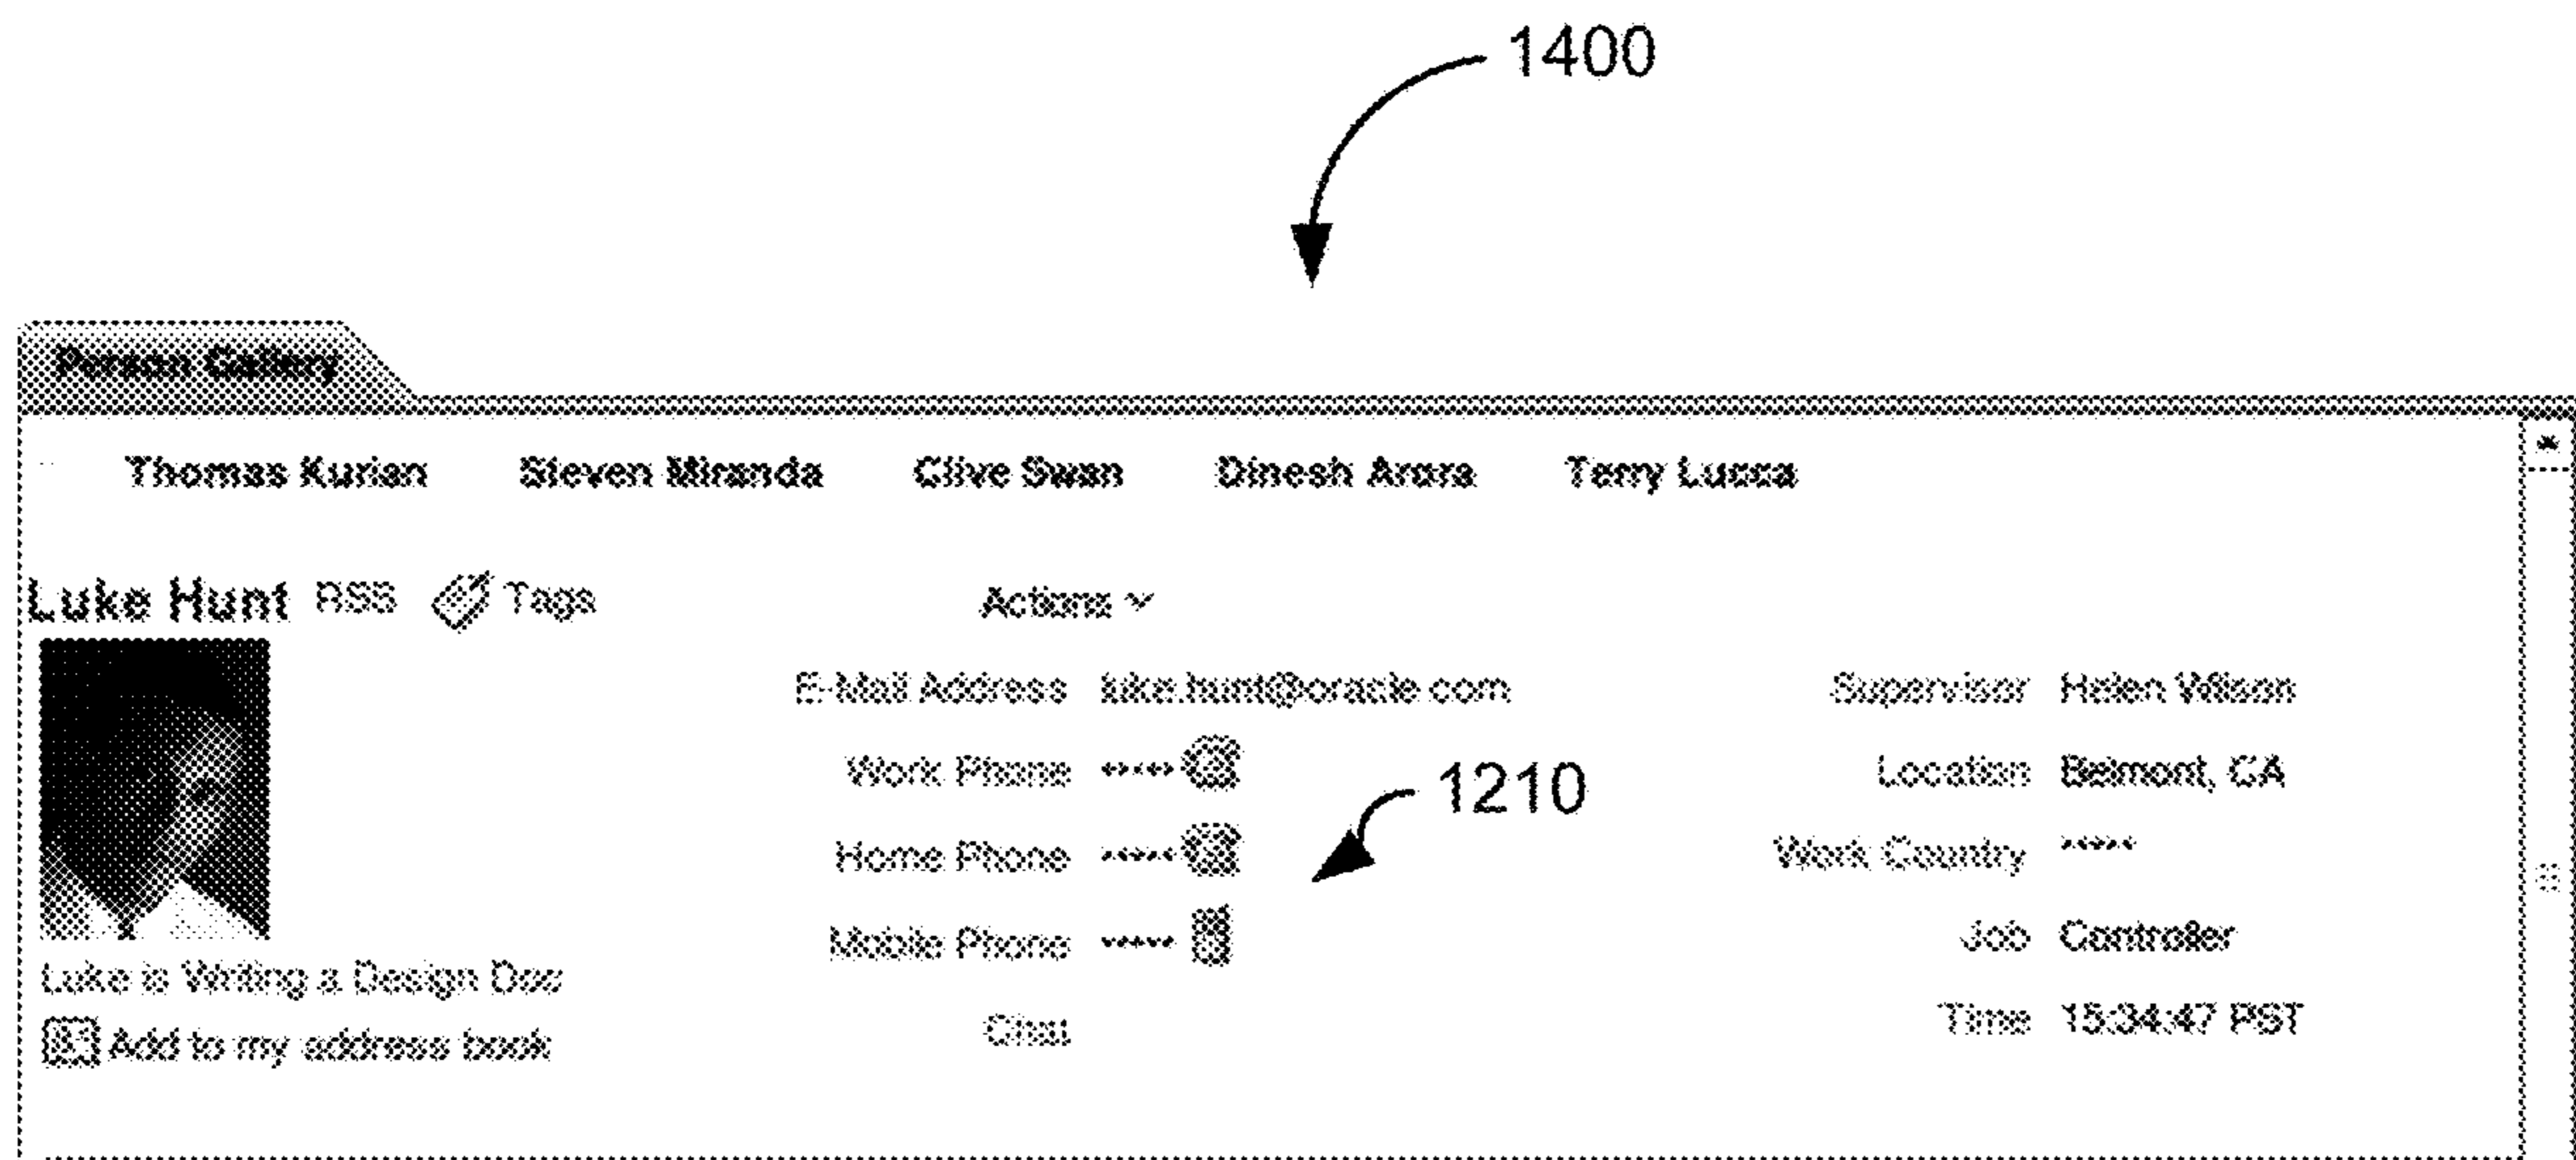 1400
Person Gallery
Thomas Kurian Steven Miranda Clive Swan Dinesh Arora Terry Lucca
Luke Hunt RSS Tags Actions
E-Mail Address luke.hunt@oracle.com Supervisor Helen Wilson
Work Phone ***** Location Belmont, CA
1210
Home Phone ***** Work Country *****
Mobile Phone ***** Job Controller
Luke is Writing a Design Doc
Chat Time 15:34:47 PST
Add to my address book